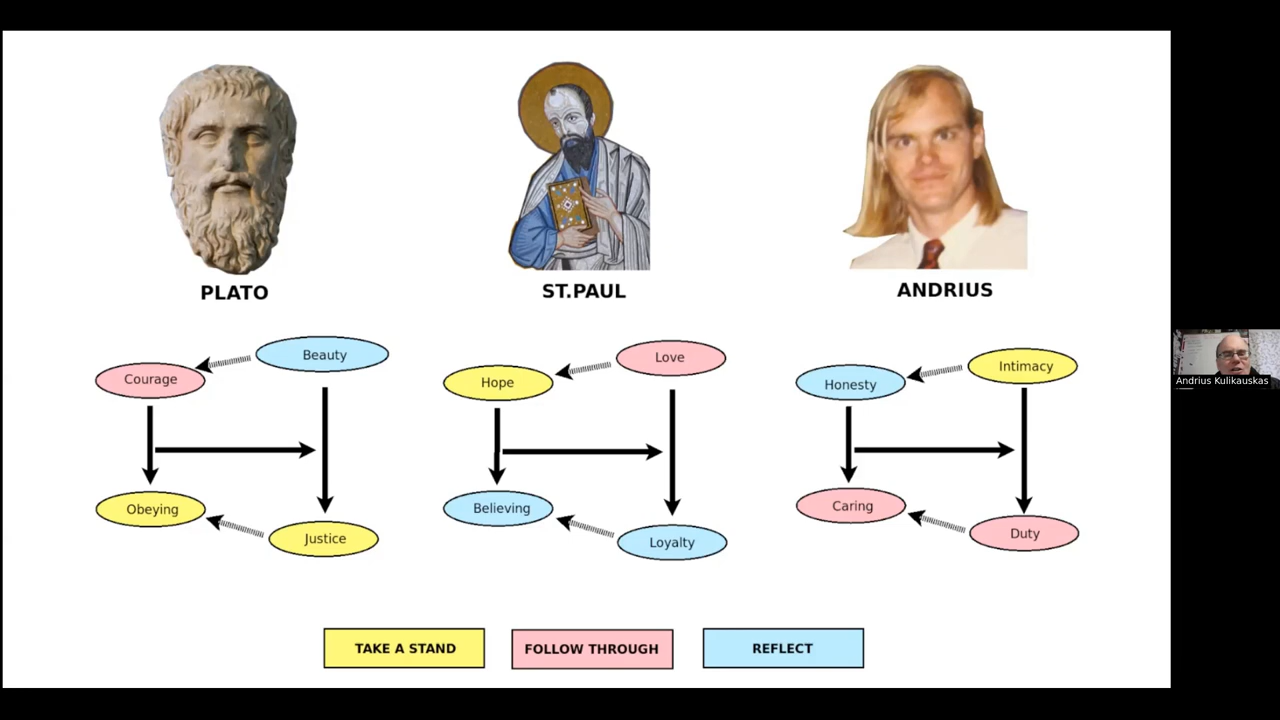 PLATO
ST.PAUL
ANDRIUS
Beauty
Courage
Obeying
Justice
Love
Hope
Believing
Loyalty
Intimacy
Honesty
Caring
Duty
Andrius Kulikauskas
TAKE A STAND
FOLLOW THROUGH
REFLECT